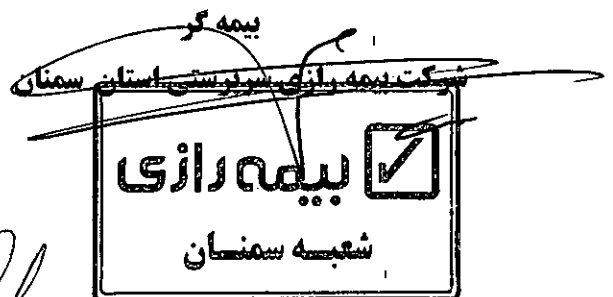 بیمه گر
شرکت بیمه رازی سرپرستی استان سمنان
بیمه رازی
شعبه سمنان